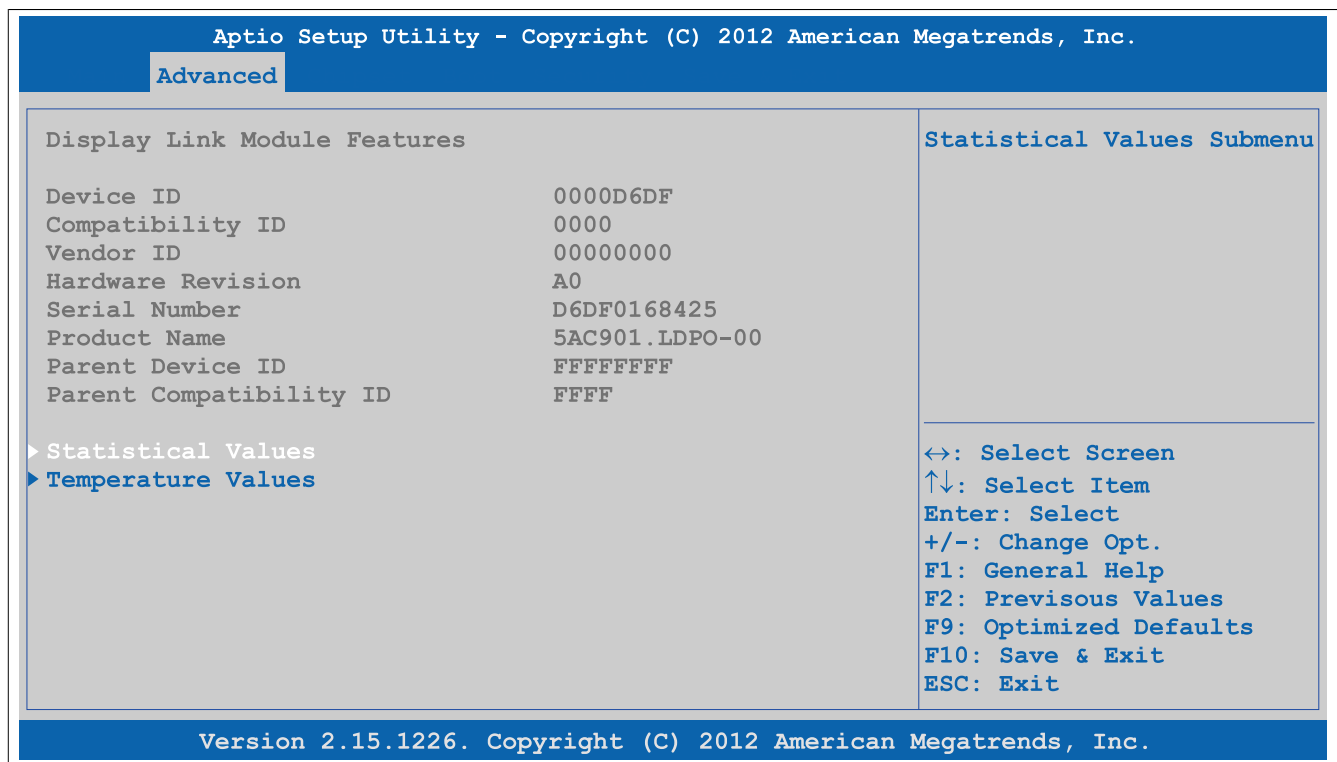 Aptio Setup Utility - Copyright (C) 2012 American Megatrends, Inc.
Advanced
Display Link Module Features
Device ID 0000D6DF
Compatibility ID 0000
Vendor ID 00000000
Hardware Revision A0
Serial Number D6DF0168425
Product Name 5AC901.LDPO-00
Parent Device ID FFFFFFFF
Parent Compatibility ID FFFF
Statistical Values
Temperature Values
Statistical Values Submenu
↔: Select Screen
↑↓: Select Item
Enter: Select
+/-: Change Opt.
F1: General Help
F2: Previsous Values
F9: Optimized Defaults
F10: Save & Exit
ESC: Exit
Version 2.15.1226. Copyright (C) 2012 American Megatrends, Inc.